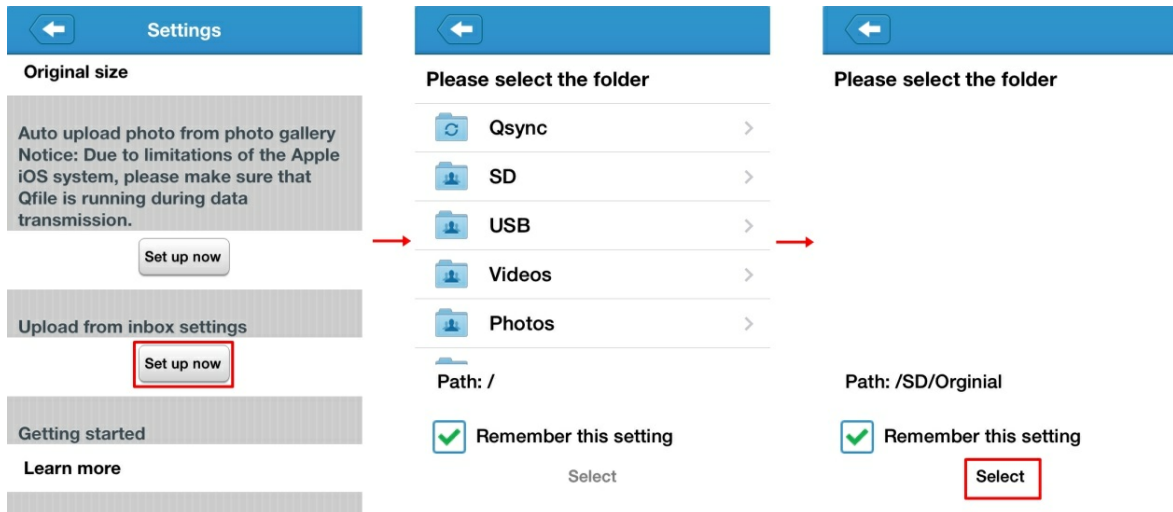 Settings
Original size
Auto upload photo from photo gallery
Notice: Due to limitations of the Apple
iOS system, please make sure that
Qfile is running during data
transmission.
Set up now
Upload from inbox settings
Set up now
Getting started
Learn more
Please select the folder
Qsync
SD
USB
Videos
Photos
Path: /
Remember this setting
Select
Please select the folder
Path: /SD/Orginial
Remember this setting
Select